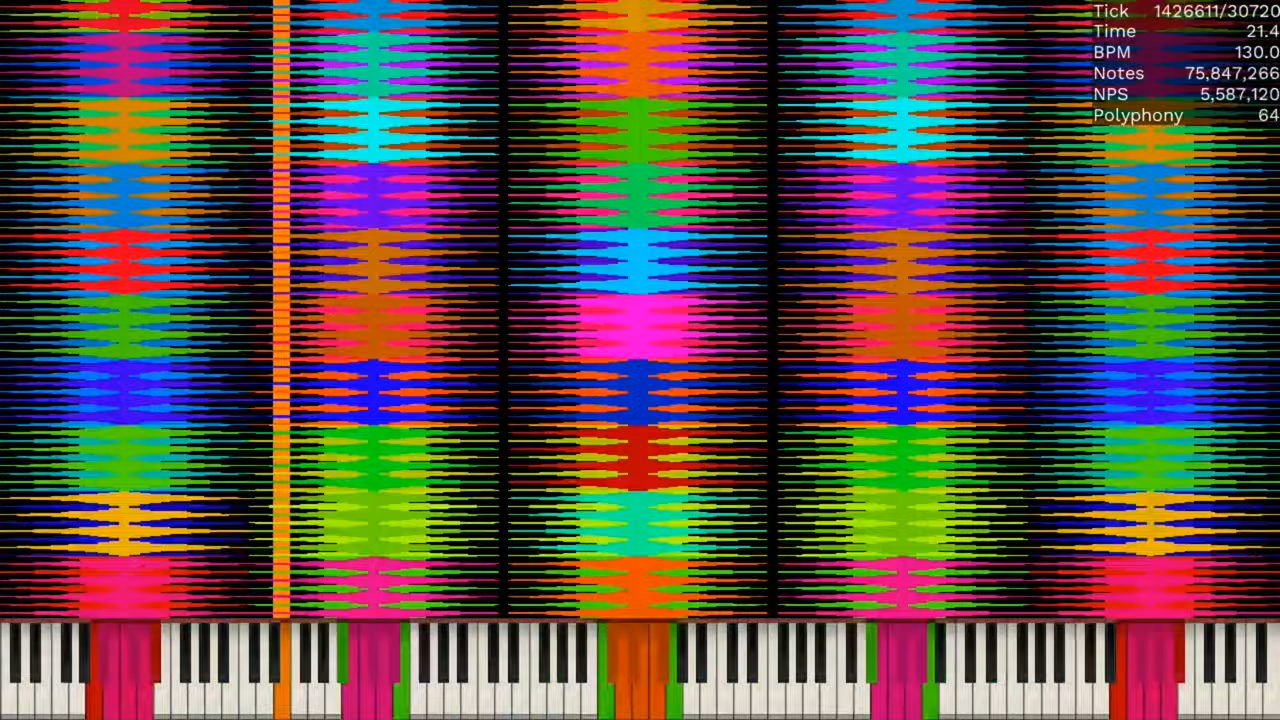 Tick 1426611/30720
Time 21.4
BPM 130.0
Notes 75,847,266
NPS 5,587,120
Polyphony 64